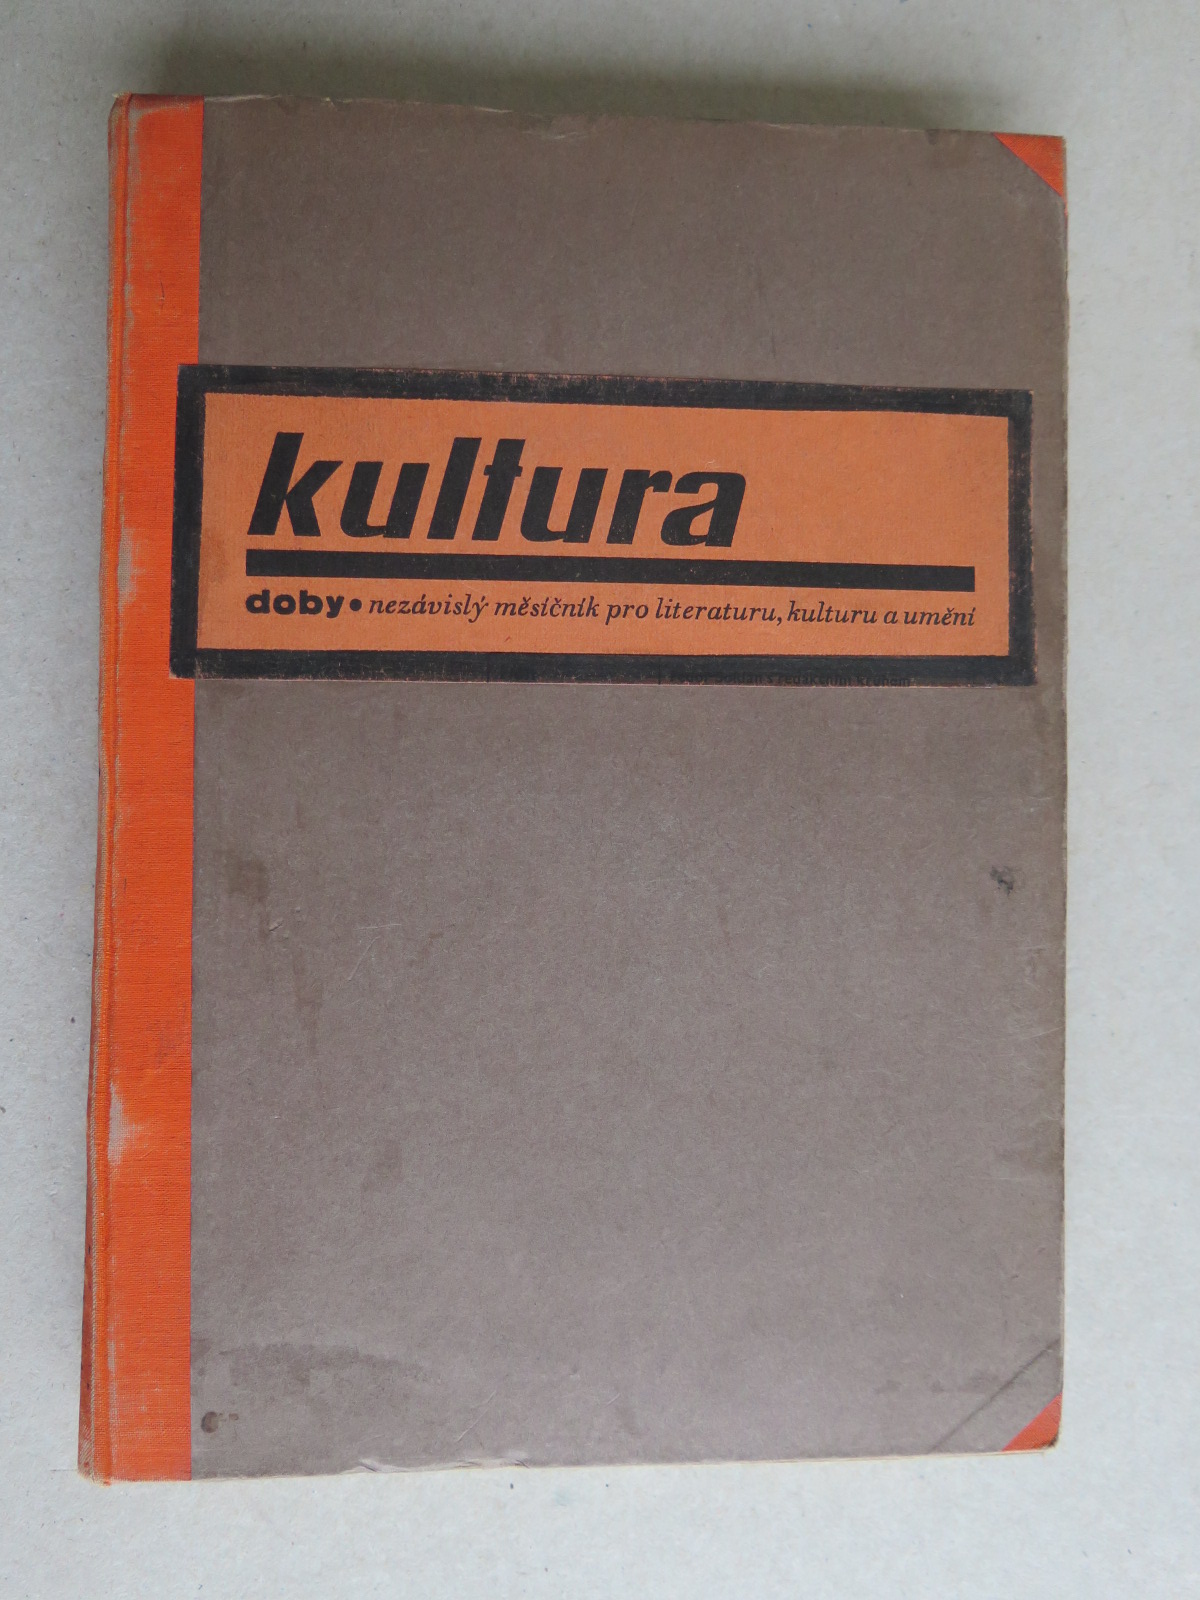 kultura
doby • nezávislý měsíčník pro literaturu, kulturu a umění